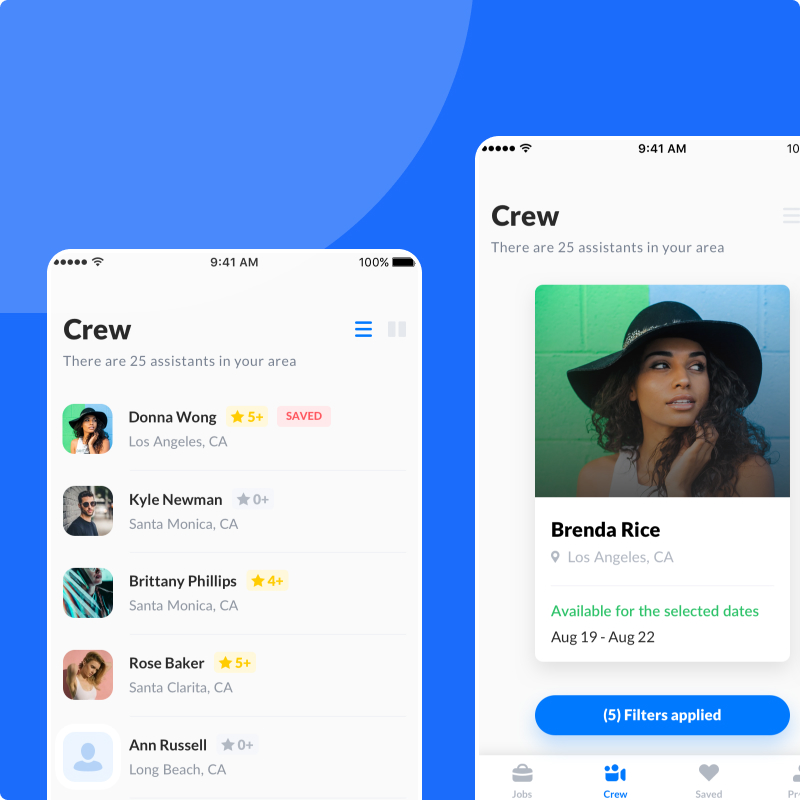 9:41 AM
100%
Crew
There are 25 assistants in your area
Donna Wong
5+
SAVED
Los Angeles, CA
Kyle Newman
0+
Santa Monica, CA
Brittany Phillips
4+
Santa Monica, CA
Rose Baker
5+
Santa Clarita, CA
Ann Russell
0+
Long Beach, CA
9:41 AM
10
Crew
There are 25 assistants in your area
Brenda Rice
Los Angeles, CA
Available for the selected dates
Aug 19 - Aug 22
(5) Filters applied
Jobs
Crew
Saved